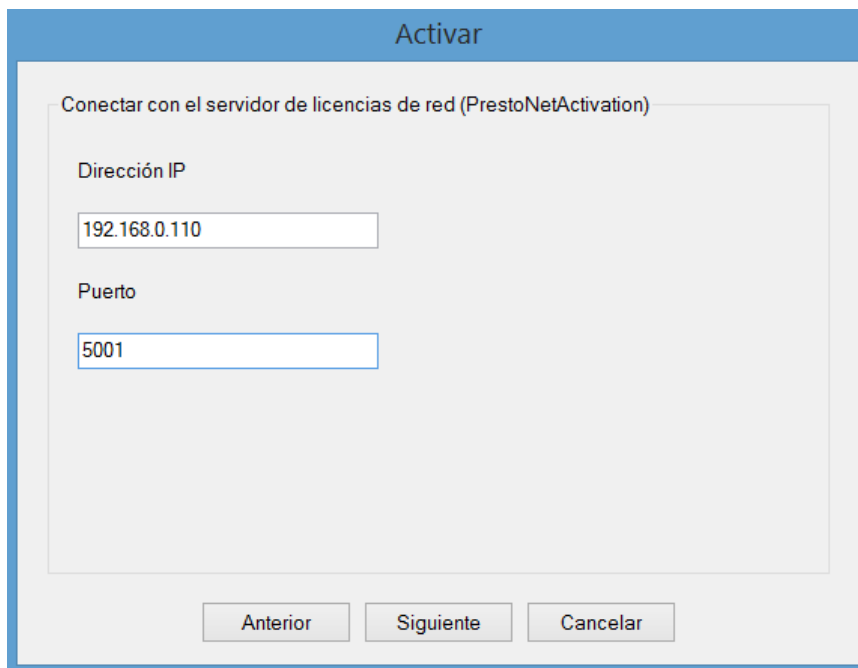 Activar
Conectar con el servidor de licencias de red (PrestoNetActivation)
Dirección IP
192.168.0.110
Puerto
5001
Anterior Siguiente Cancelar